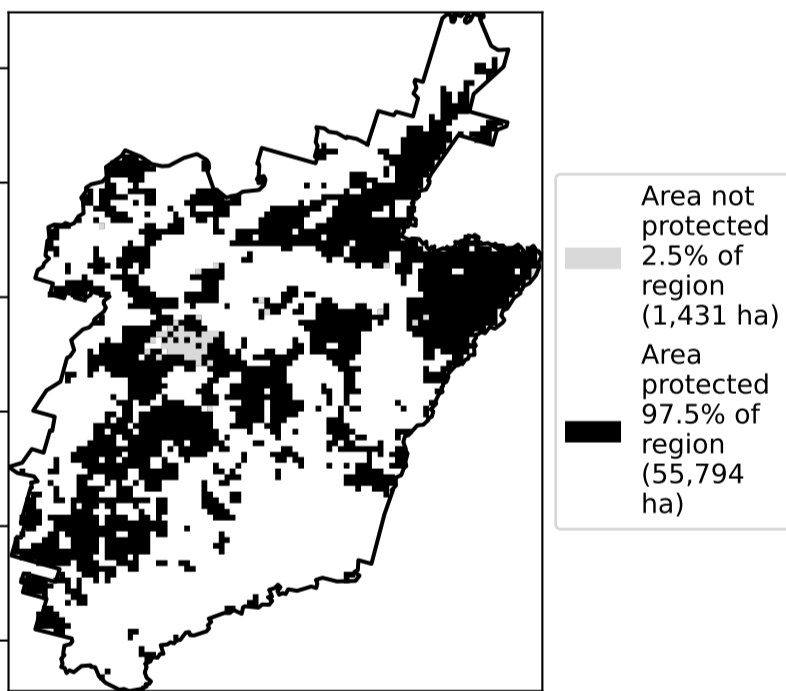 Area not
protected
2.5% of
region
(1,431 ha)
Area
protected
97.5% of
region
(55,794
ha)